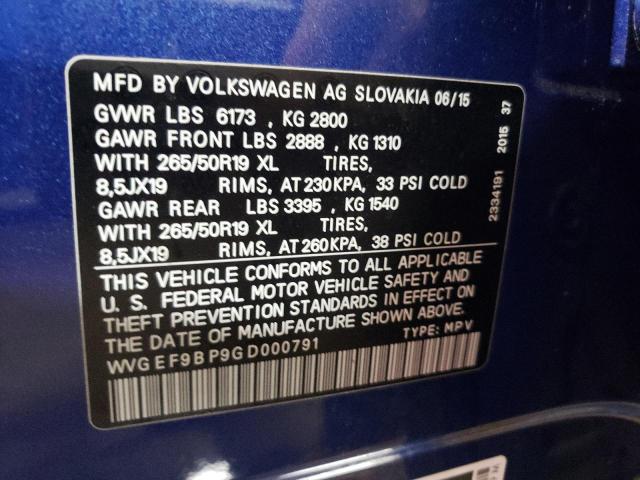 MFD BY VOLKSWAGEN AG SLOVAKIA 06/15
GVWR LBS 6173 , KG 2800
GAWR FRONT LBS 2888 , KG 1310
WITH 265/50R19 XL TIRES,
8,5JX19 RIMS, AT 230 KPA, 33 PSI COLD
GAWR REAR LBS 3395 , KG 1540
WITH 265/50R19 XL TIRES,
8,5JX19 RIMS, AT 260 KPA, 38 PSI COLD
THIS VEHICLE CONFORMS TO ALL APPLICABLE
U. S. FEDERAL MOTOR VEHICLE SAFETY AND
THEFT PREVENTION STANDARDS IN EFFECT ON
THE DATE OF MANUFACTURE SHOWN ABOVE.
WVGEF9BP9GD000791 TYPE: MPV
2334191 2015 37